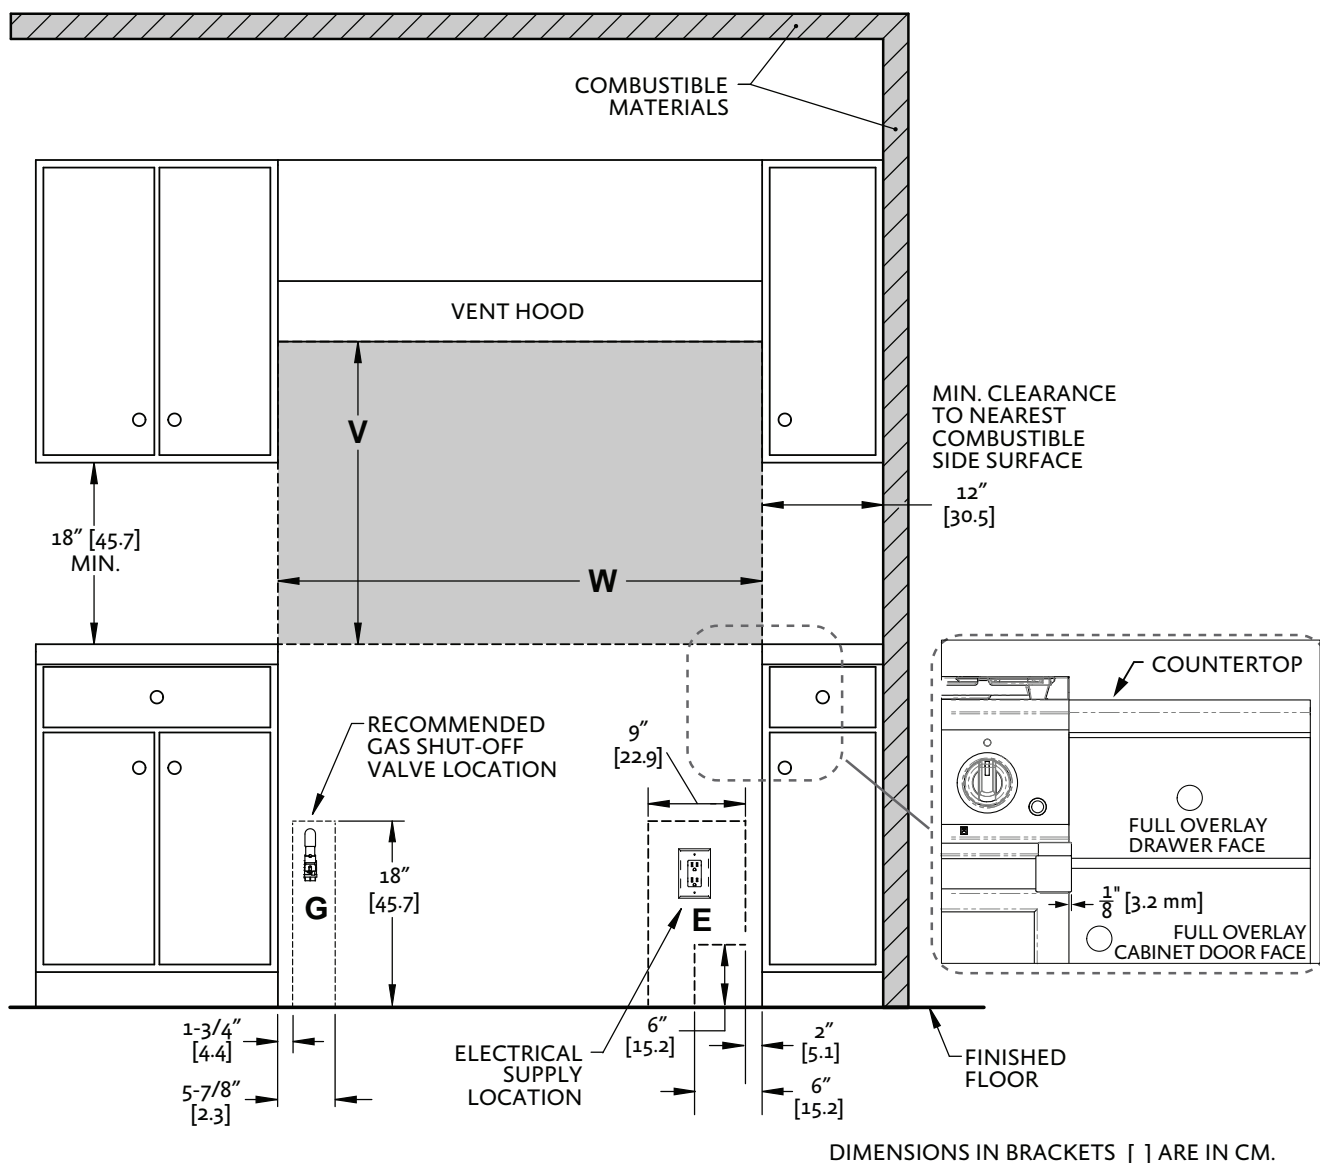 COMBUSTIBLE
MATERIALS
VENT HOOD
V
MIN. CLEARANCE
TO NEAREST
COMBUSTIBLE
SIDE SURFACE
12"
[30.5]
18" [45.7]
MIN.
W
COUNTERTOP
RECOMMENDED
GAS SHUT-OFF
VALVE LOCATION
9"
[22.9]
FULL OVERLAY
DRAWER FACE
18"
[45.7]
G
E
1/8" [3.2 mm]
FULL OVERLAY
CABINET DOOR FACE
1-3/4"
[4.4]
6"
[15.2]
2"
[5.1]
ELECTRICAL
SUPPLY
LOCATION
FINISHED
FLOOR
5-7/8"
[2.3]
6"
[15.2]
DIMENSIONS IN BRACKETS [ ] ARE IN CM.